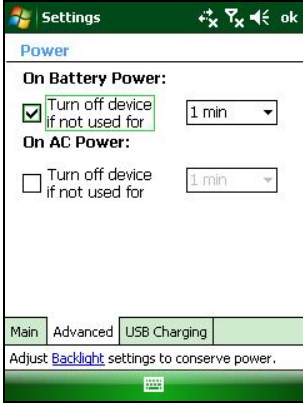 Settings ok
Power
On Battery Power:
Turn off device
if not used for
1 min
On AC Power:
Turn off device
if not used for
1 min
Main Advanced USB Charging
Adjust Backlight settings to conserve power.